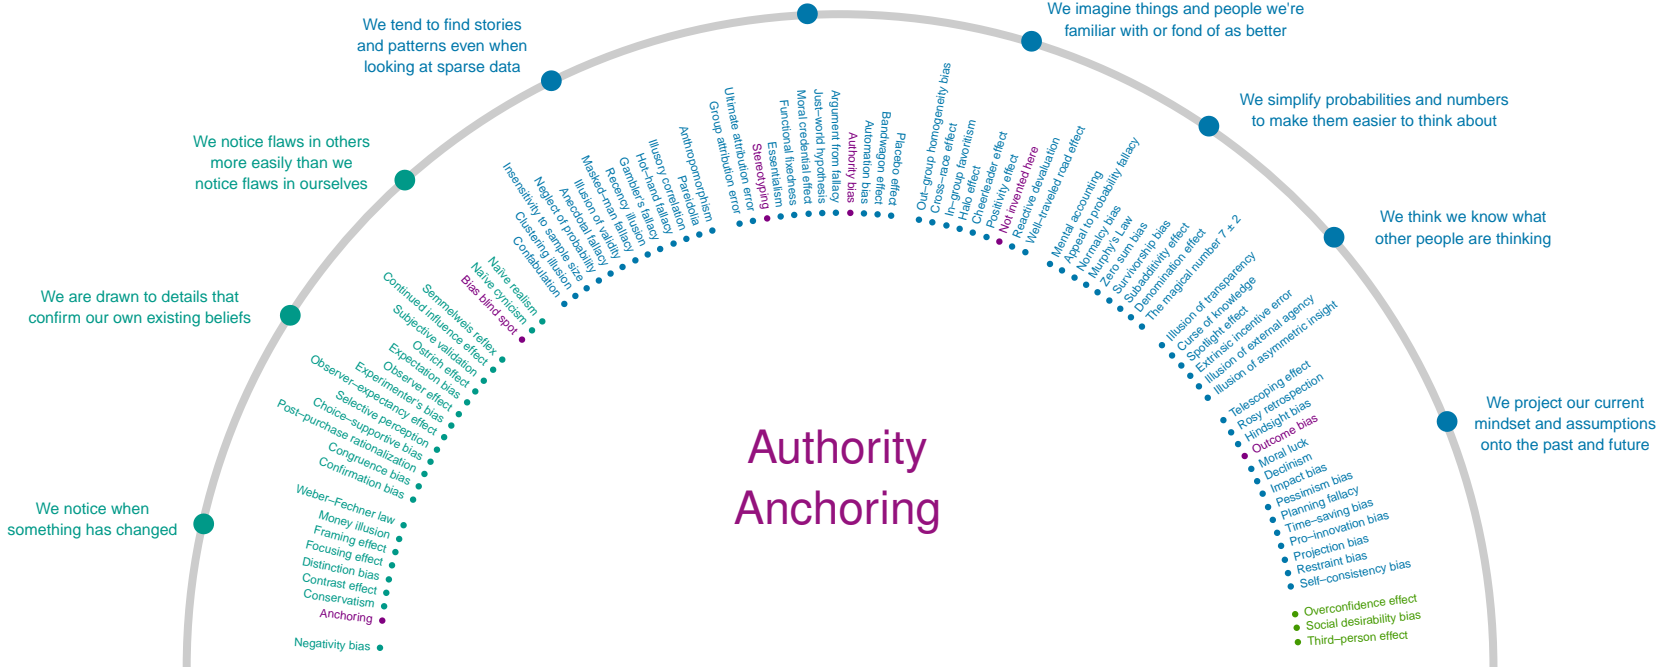 We tend to find stories
and patterns even when
looking at sparse data
We imagine things and people we're
familiar with or fond of as better
We simplify probabilities and numbers
to make them easier to think about
We notice flaws in others
more easily than we
notice flaws in ourselves
We think we know what
other people are thinking
We are drawn to details that
confirm our own existing beliefs
We project our current
mindset and assumptions
onto the past and future
We notice when
something has changed
Negativity bias
Anchoring
Conservatism
Contrast effect
Distinction bias
Focusing effect
Framing effect
Money illusion
Weber–Fechner law
Confirmation bias
Congruence bias
Post–purchase rationalization
Choice–supportive bias
Selective perception
Observer–expectancy effect
Experimenter's bias
Observer effect
Expectation bias
Ostrich effect
Subjective validation
Continued influence effect
Semmelweis reflex
Bias blind spot
Naïve cynicism
Naïve realism
Confabulation
Clustering illusion
Insensitivity to sample size
Neglect of probability
Anecdotal fallacy
Illusion of validity
Masked–man fallacy
Recency illusion
Gambler's fallacy
Hot–hand fallacy
Illusory correlation
Pareidolia
Anthropomorphism
Group attribution error
Ultimate attribution error
Stereotyping
Essentialism
Functional fixedness
Moral credential effect
Just–world hypothesis
Argument from fallacy
Authority bias
Automation bias
Bandwagon effect
Placebo effect
Out–group homogeneity bias
Cross–race effect
In–group favoritism
Halo effect
Cheerleader effect
Positivity effect
Not invented here
Reactive devaluation
Well–traveled road effect
Mental accounting
Appeal to probability fallacy
Normalcy bias
Murphy's Law
Zero sum bias
Survivorship bias
Subadditivity effect
Denomination effect
The magical number 7 ± 2
Illusion of transparency
Curse of knowledge
Spotlight effect
Extrinsic incentive error
Illusion of external agency
Illusion of asymmetric insight
Telescoping effect
Rosy retrospection
Hindsight bias
Outcome bias
Moral luck
Declinism
Impact bias
Pessimism bias
Planning fallacy
Time–saving bias
Pro–innovation bias
Projection bias
Restraint bias
Self–consistency bias
Overconfidence effect
Social desirability bias
Third–person effect
Authority
Anchoring